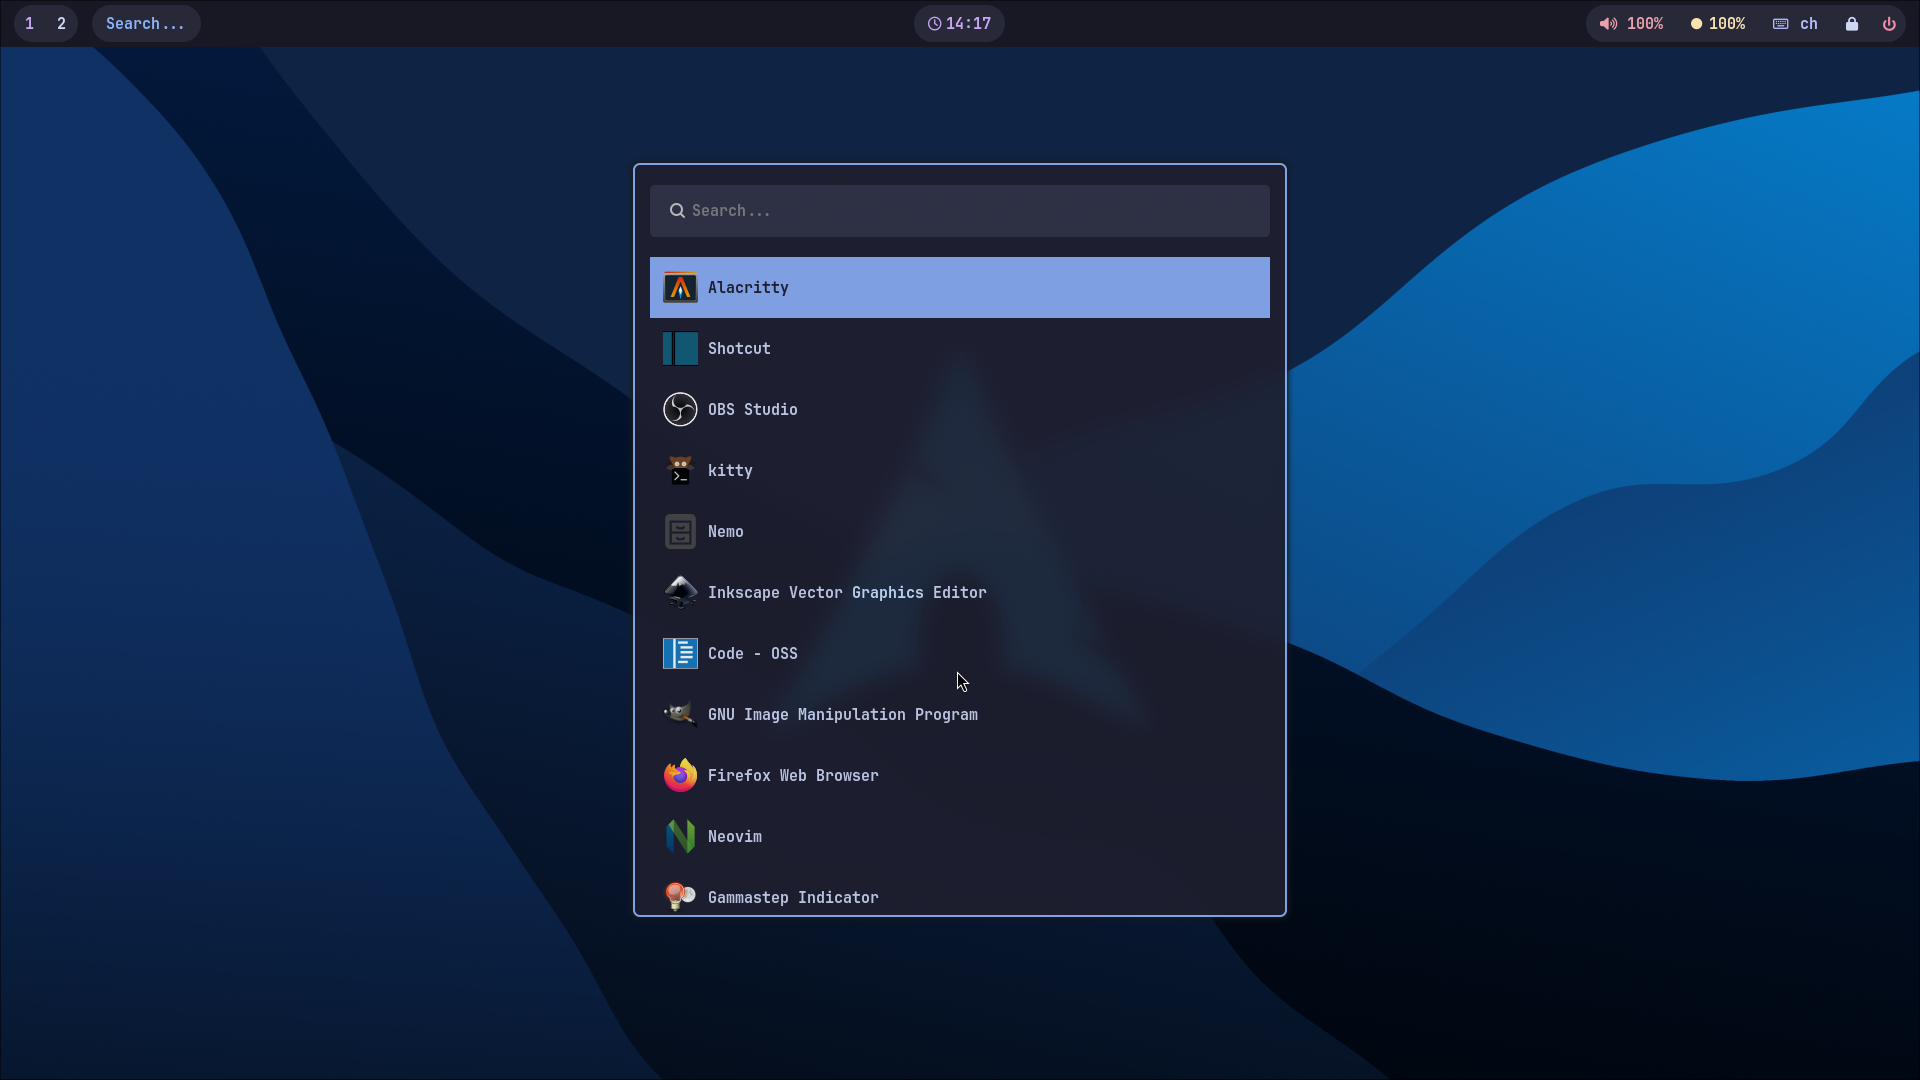 1 2 Search... 14:17 100% 100% ch
Search...
Alacritty
Shotcut
OBS Studio
kitty
Nemo
Inkscape Vector Graphics Editor
Code - OSS
GNU Image Manipulation Program
Firefox Web Browser
Neovim
Gammastep Indicator